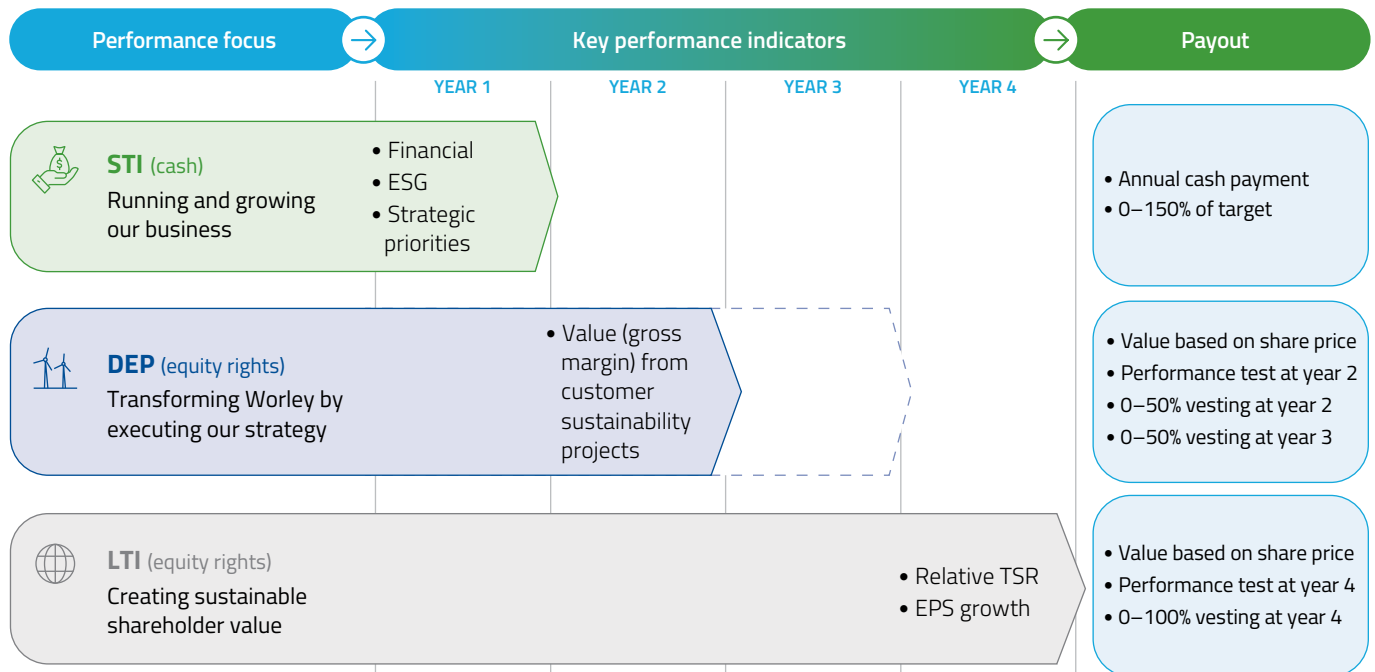 Performance focus
Key performance indicators
Payout
YEAR 1
YEAR 2
YEAR 3
YEAR 4
STI (cash)
Running and growing
our business
• Financial
• ESG
• Strategic
priorities
• Annual cash payment
• 0–150% of target
DEP (equity rights)
Transforming Worley by
executing our strategy
• Value (gross
margin) from
customer
sustainability
projects
• Value based on share price
• Performance test at year 2
• 0–50% vesting at year 2
• 0–50% vesting at year 3
LTI (equity rights)
Creating sustainable
shareholder value
• Relative TSR
• EPS growth
• Value based on share price
• Performance test at year 4
• 0–100% vesting at year 4